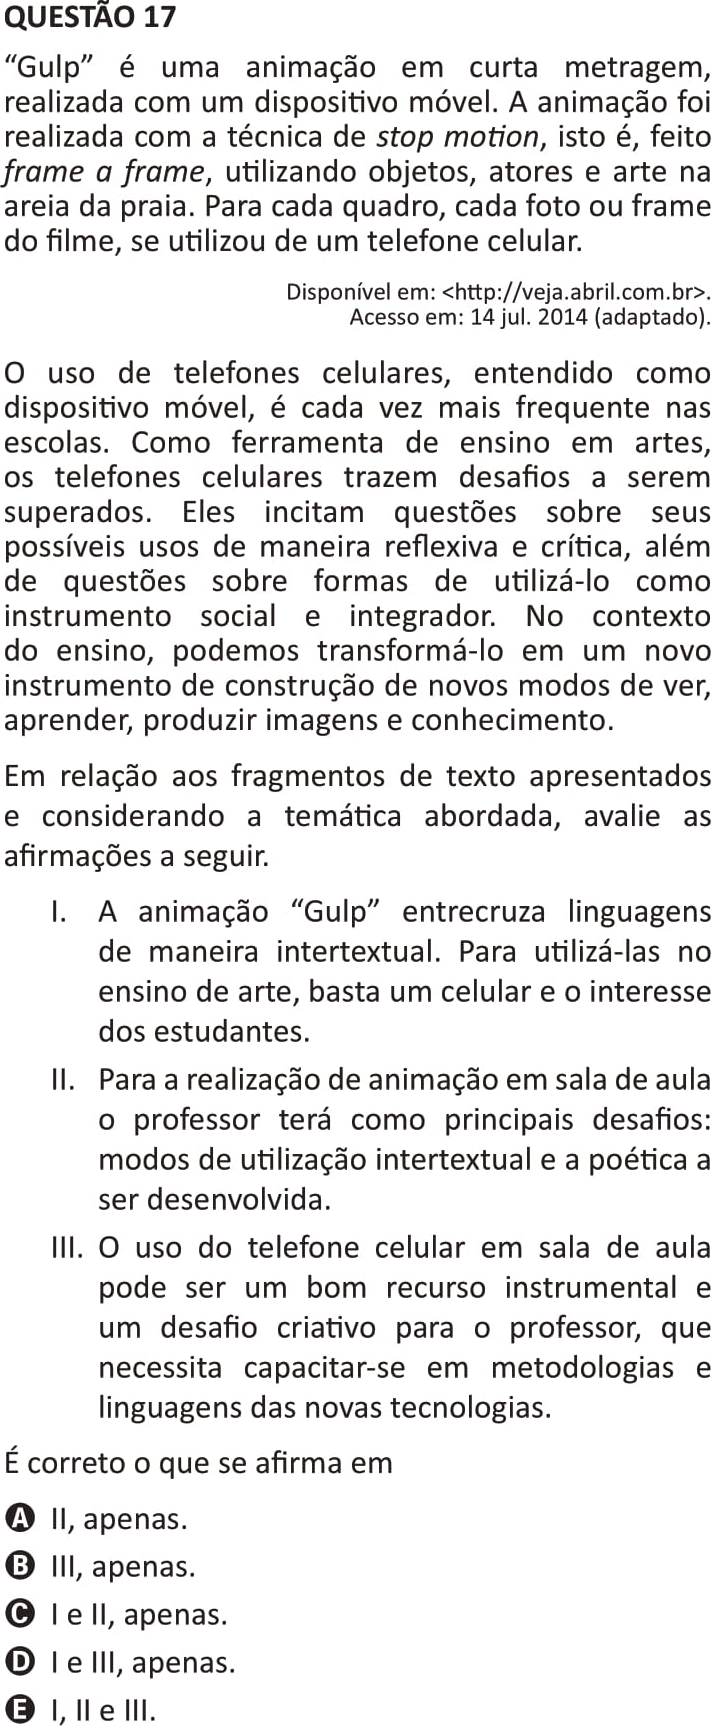 QUESTÃO 17
“Gulp” é uma animação em curta metragem,
realizada com um dispositivo móvel. A animação foi
realizada com a técnica de stop motion, isto é, feito
frame a frame, utilizando objetos, atores e arte na
areia da praia. Para cada quadro, cada foto ou frame
do filme, se utilizou de um telefone celular.
Disponível em: <http://veja.abril.com.br>.
Acesso em: 14 jul. 2014 (adaptado).
O uso de telefones celulares, entendido como
dispositivo móvel, é cada vez mais frequente nas
escolas. Como ferramenta de ensino em artes,
os telefones celulares trazem desafios a serem
superados. Eles incitam questões sobre seus
possíveis usos de maneira reflexiva e crítica, além
de questões sobre formas de utilizá-lo como
instrumento social e integrador. No contexto
do ensino, podemos transformá-lo em um novo
instrumento de construção de novos modos de ver,
aprender, produzir imagens e conhecimento.
Em relação aos fragmentos de texto apresentados
e considerando a temática abordada, avalie as
afirmações a seguir.
I. A animação “Gulp” entrecruza linguagens
de maneira intertextual. Para utilizá-las no
ensino de arte, basta um celular e o interesse
dos estudantes.
II. Para a realização de animação em sala de aula
o professor terá como principais desafios:
modos de utilização intertextual e a poética a
ser desenvolvida.
III. O uso do telefone celular em sala de aula
pode ser um bom recurso instrumental e
um desafio criativo para o professor, que
necessita capacitar-se em metodologias e
linguagens das novas tecnologias.
É correto o que se afirma em
A II, apenas.
B III, apenas.
C I e II, apenas.
D I e III, apenas.
E I, II e III.